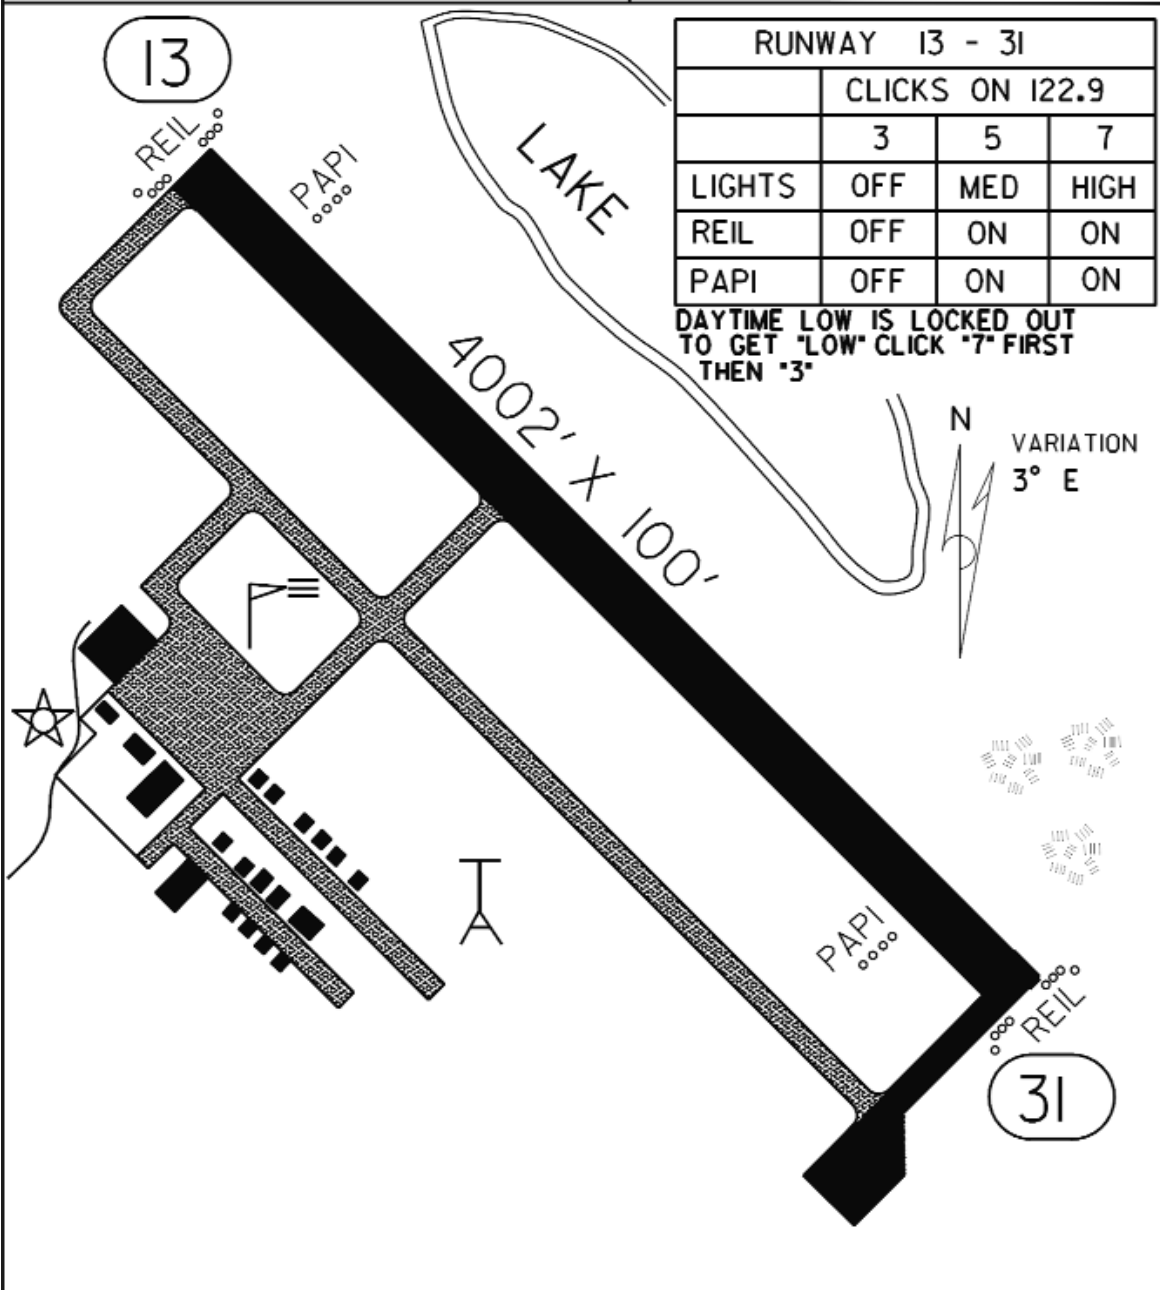 13
REIL
PAPI
LAKE
RUNWAY 13 - 31
CLICKS ON 122.9
3 5 7
LIGHTS OFF MED HIGH
REIL OFF ON ON
PAPI OFF ON ON
DAYTIME LOW IS LOCKED OUT
TO GET "LOW" CLICK "7" FIRST
THEN "3"
4002' X 100'
N
VARIATION
3° E
PAPI
REIL
31